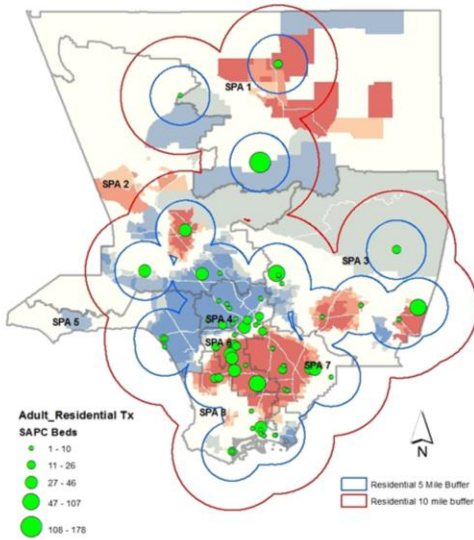 SPA 1
SPA 2
SPA 3
SPA 5
SPA 4
SPA 6
SPA 7
SPA 8
Adult_Residential Tx
SAPC Beds
1 - 10
11 - 26
27 - 46
47 - 107
108 - 178
N
Residential 5 Mile Buffer
Residential 10 mile buffer